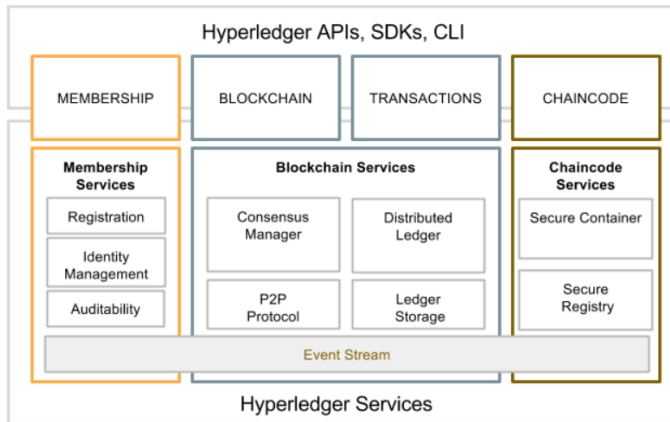 Hyperledger APIs, SDKs, CLI
MEMBERSHIP
BLOCKCHAIN
TRANSACTIONS
CHAINCODE
Membership
Services
Registration
Identity
Management
Auditability
Blockchain Services
Consensus
Manager
Distributed
Ledger
P2P
Protocol
Ledger
Storage
Chaincode
Services
Secure Container
Secure
Registry
Event Stream
Hyperledger Services